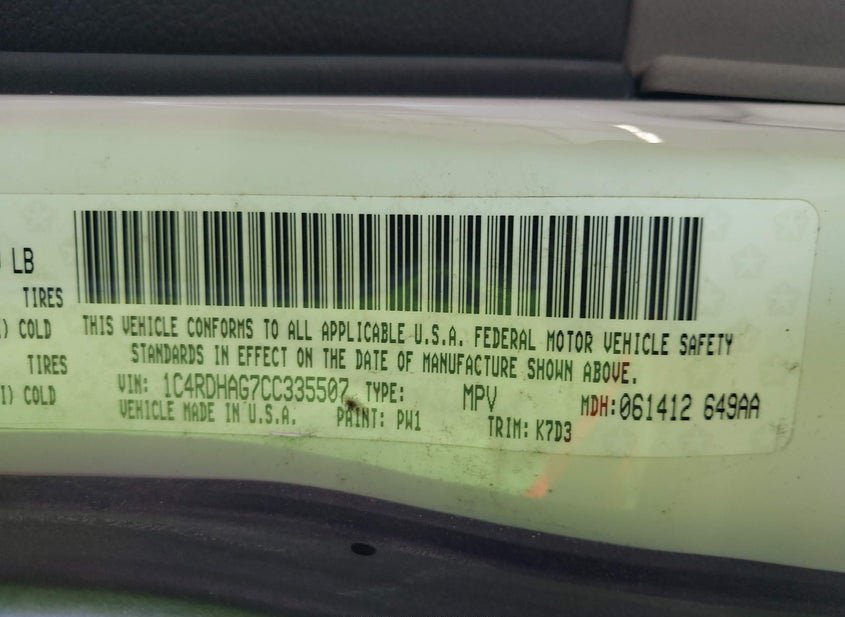 LB
TIRES
COLD
TIRES
COLD
THIS VEHICLE CONFORMS TO ALL APPLICABLE U.S.A. FEDERAL MOTOR VEHICLE SAFETY
STANDARDS IN EFFECT ON THE DATE OF MANUFACTURE SHOWN ABOVE.
VIN: 1C4RDHAG7CC335507 TYPE: MPV MDH:061412 649AA
VEHICLE MADE IN U.S.A. PAINT: PW1 TRIM: K7D3